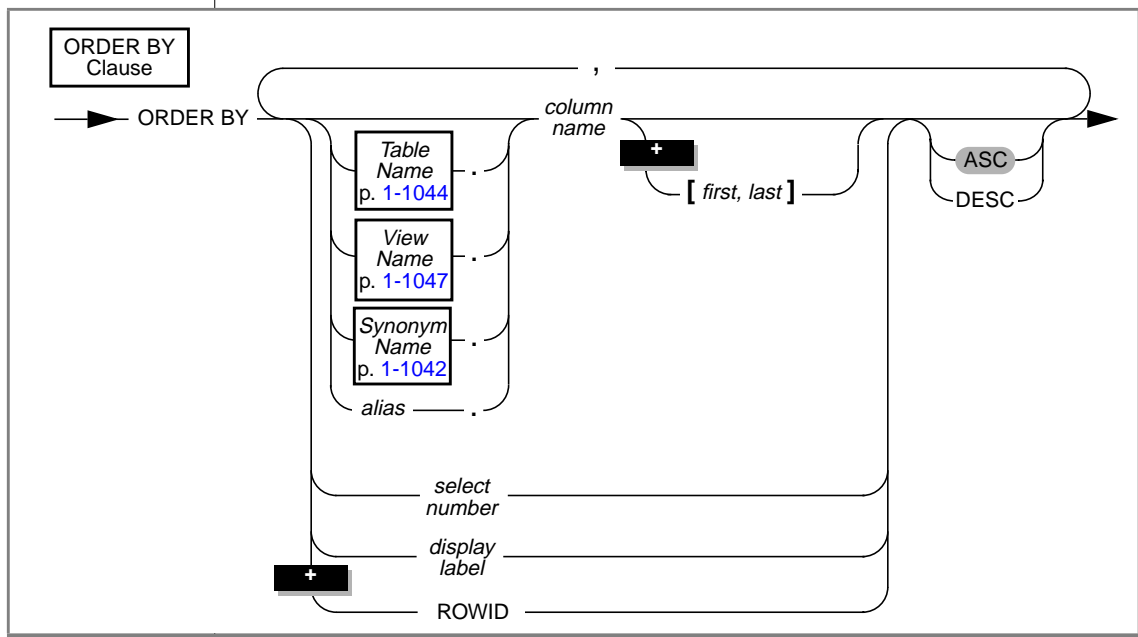 ORDER BY
Clause
,
ORDER BY
column
name
+
[ first, last ]
ASC
DESC
Table
Name
p. 1-1044
.
View
Name
p. 1-1047
.
Synonym
Name
p. 1-1042
.
alias
.
select
number
display
label
+
ROWID